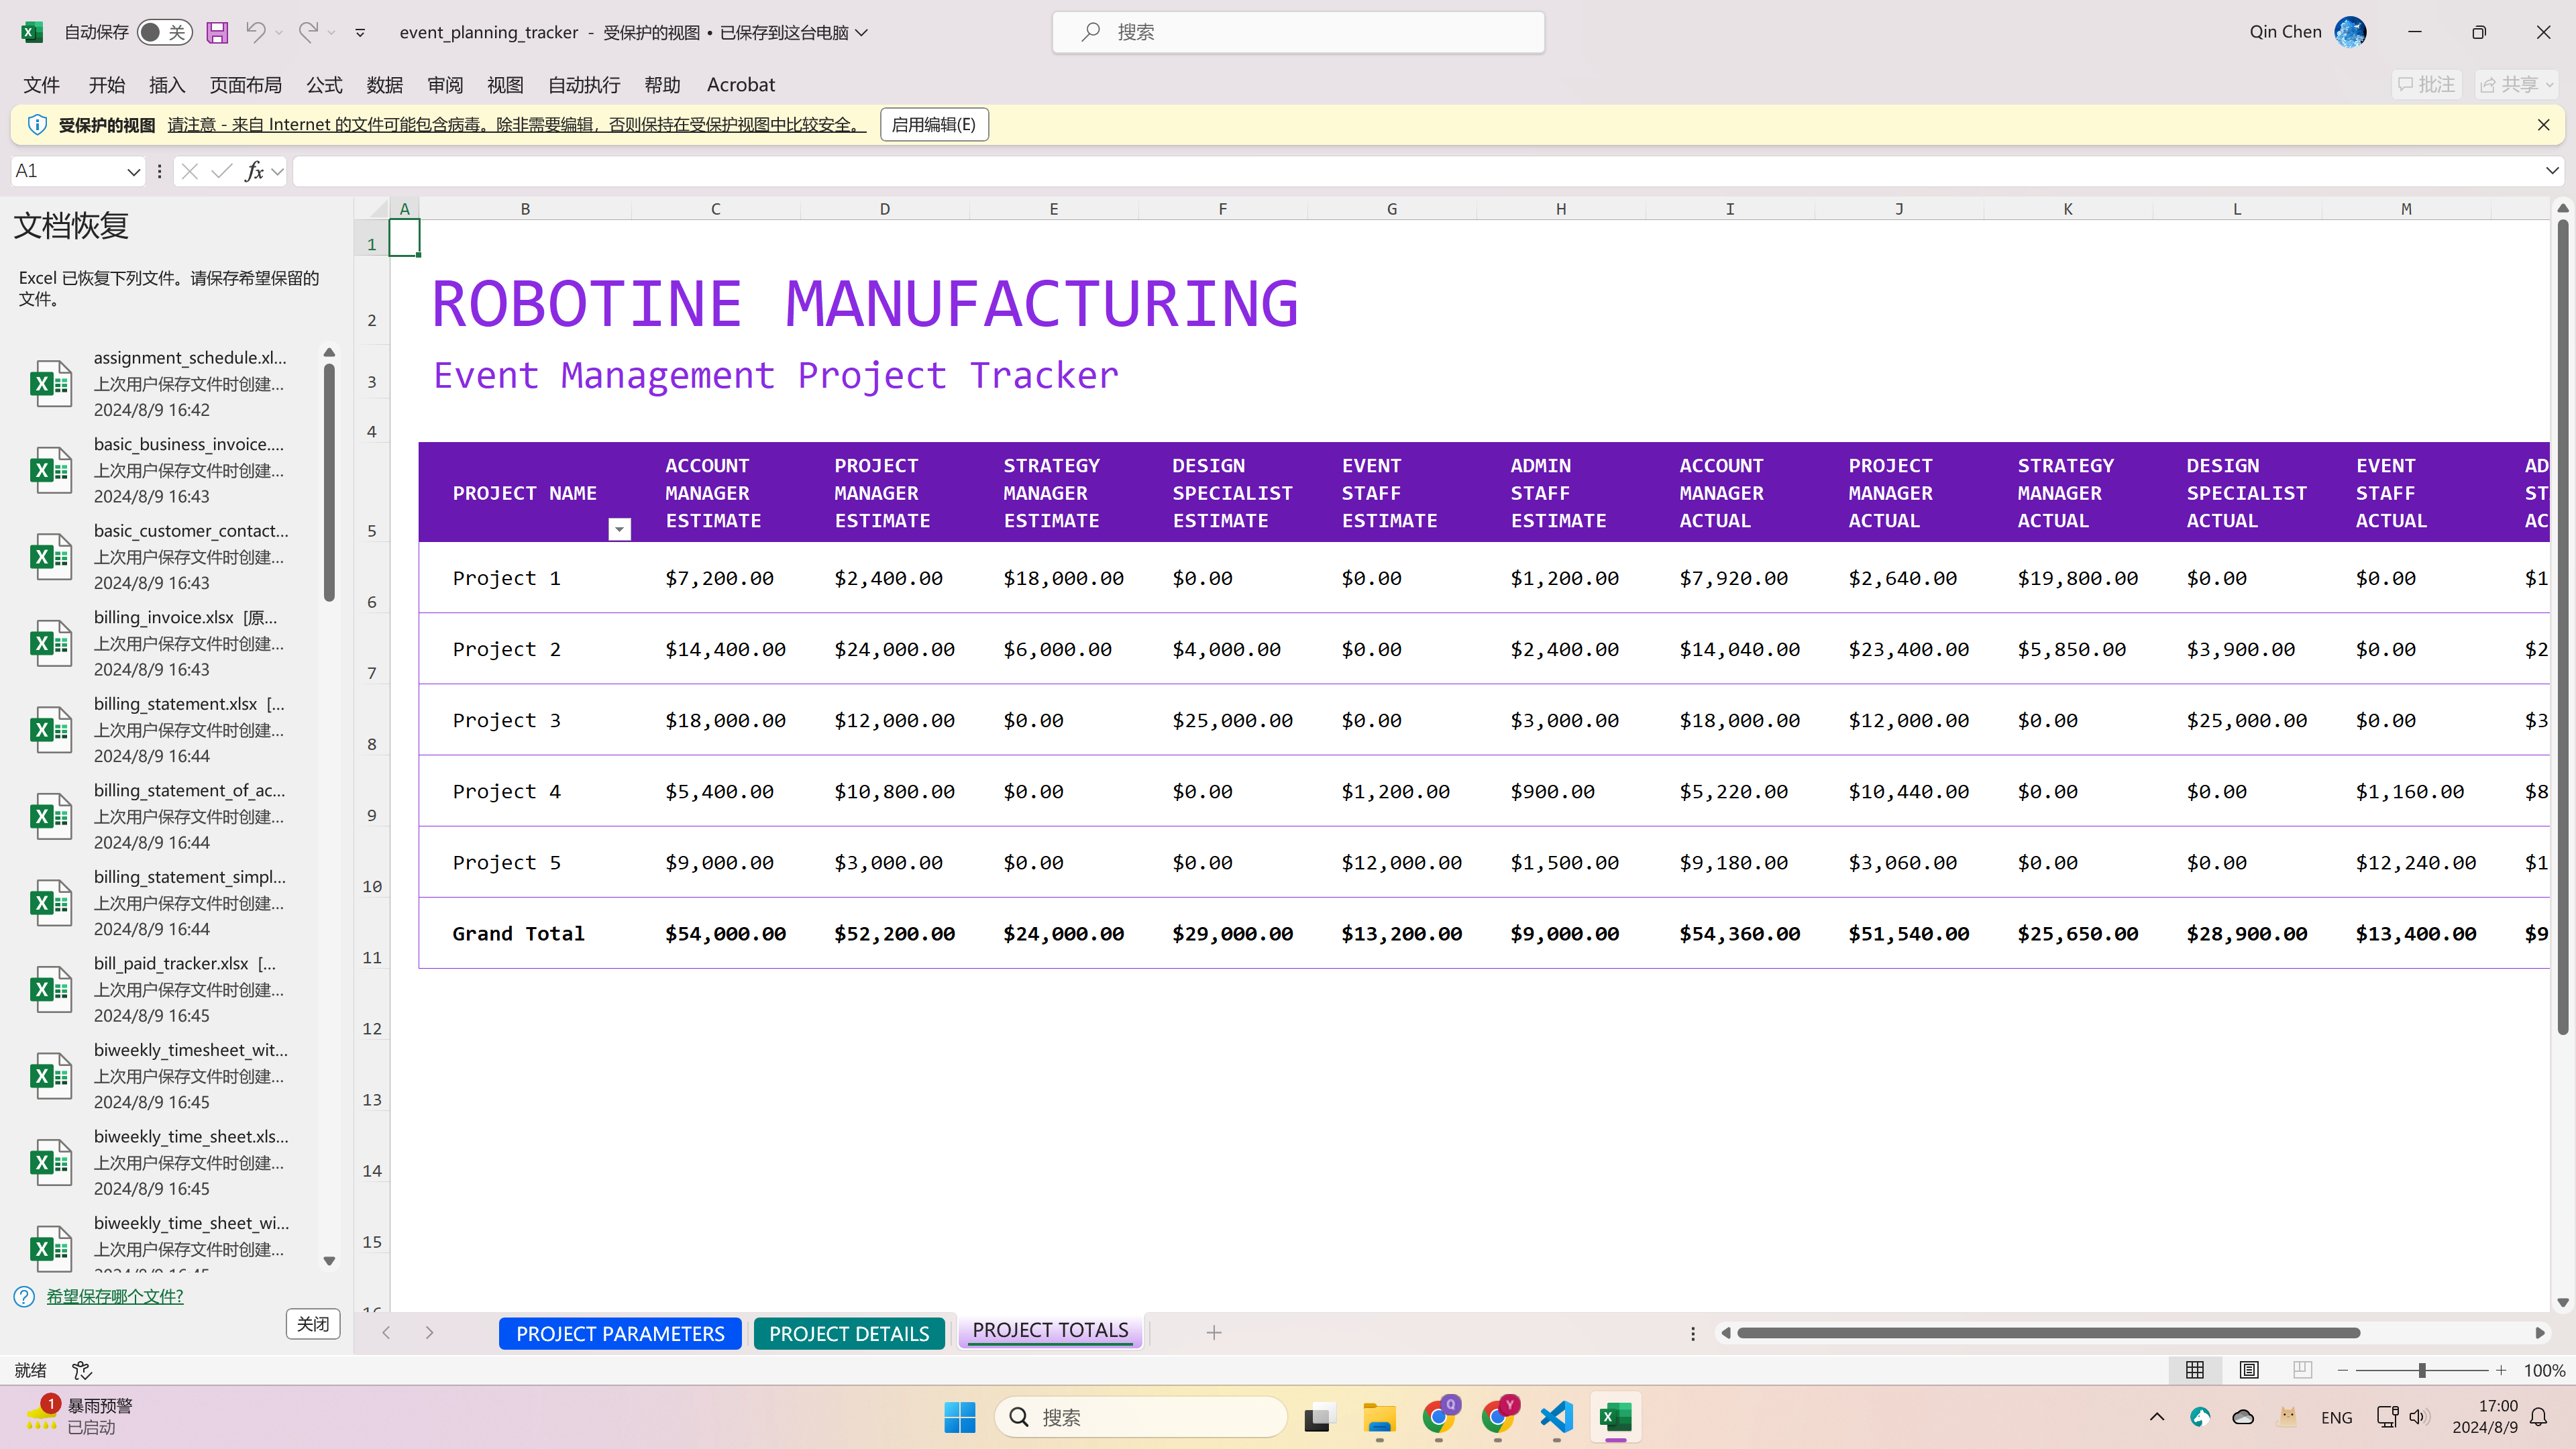 自动保存 关 event_planning_tracker - 受保护的视图 • 已保存到这台电脑 搜索 Qin Chen
文件 开始 插入 页面布局 公式 数据 审阅 视图 自动执行 帮助 Acrobat 批注 共享
受保护的视图 请注意 - 来自 Internet 的文件可能包含病毒。除非需要编辑，否则保持在受保护视图中比较安全。 启用编辑(E)
A1 fx
文档恢复
Excel 已恢复下列文件。请保存希望保留的
文件。
assignment_schedule.xl...
上次用户保存文件时创建...
2024/8/9 16:42
basic_business_invoice....
上次用户保存文件时创建...
2024/8/9 16:43
basic_customer_contact...
上次用户保存文件时创建...
2024/8/9 16:43
billing_invoice.xlsx [原...
上次用户保存文件时创建...
2024/8/9 16:43
billing_statement.xlsx [...
上次用户保存文件时创建...
2024/8/9 16:44
billing_statement_of_ac...
上次用户保存文件时创建...
2024/8/9 16:44
billing_statement_simpl...
上次用户保存文件时创建...
2024/8/9 16:44
bill_paid_tracker.xlsx [...
上次用户保存文件时创建...
2024/8/9 16:45
biweekly_timesheet_wit...
上次用户保存文件时创建...
2024/8/9 16:45
biweekly_time_sheet.xls...
上次用户保存文件时创建...
2024/8/9 16:45
biweekly_time_sheet_wi...
上次用户保存文件时创建...
希望保存哪个文件?
关闭
A B C D E F G H I J K L M
1
2 ROBOTINE MANUFACTURING
3 Event Management Project Tracker
4
5 PROJECT NAME ACCOUNT MANAGER ESTIMATE PROJECT MANAGER ESTIMATE STRATEGY MANAGER ESTIMATE DESIGN SPECIALIST ESTIMATE EVENT STAFF ESTIMATE ADMIN STAFF ESTIMATE ACCOUNT MANAGER ACTUAL PROJECT MANAGER ACTUAL STRATEGY MANAGER ACTUAL DESIGN SPECIALIST ACTUAL EVENT STAFF ACTUAL AD ST AC
6 Project 1 $7,200.00 $2,400.00 $18,000.00 $0.00 $0.00 $1,200.00 $7,920.00 $2,640.00 $19,800.00 $0.00 $0.00 $1
7 Project 2 $14,400.00 $24,000.00 $6,000.00 $4,000.00 $0.00 $2,400.00 $14,040.00 $23,400.00 $5,850.00 $3,900.00 $0.00 $2
8 Project 3 $18,000.00 $12,000.00 $0.00 $25,000.00 $0.00 $3,000.00 $18,000.00 $12,000.00 $0.00 $25,000.00 $0.00 $3
9 Project 4 $5,400.00 $10,800.00 $0.00 $0.00 $1,200.00 $900.00 $5,220.00 $10,440.00 $0.00 $0.00 $1,160.00 $8
10 Project 5 $9,000.00 $3,000.00 $0.00 $0.00 $12,000.00 $1,500.00 $9,180.00 $3,060.00 $0.00 $0.00 $12,240.00 $1
11 Grand Total $54,000.00 $52,200.00 $24,000.00 $29,000.00 $13,200.00 $9,000.00 $54,360.00 $51,540.00 $25,650.00 $28,900.00 $13,400.00 $9
12
13
14
15
PROJECT PARAMETERS PROJECT DETAILS PROJECT TOTALS
就绪 100%
1 暴雨预警
已启动
搜索 Q Y ENG 17:00
2024/8/9